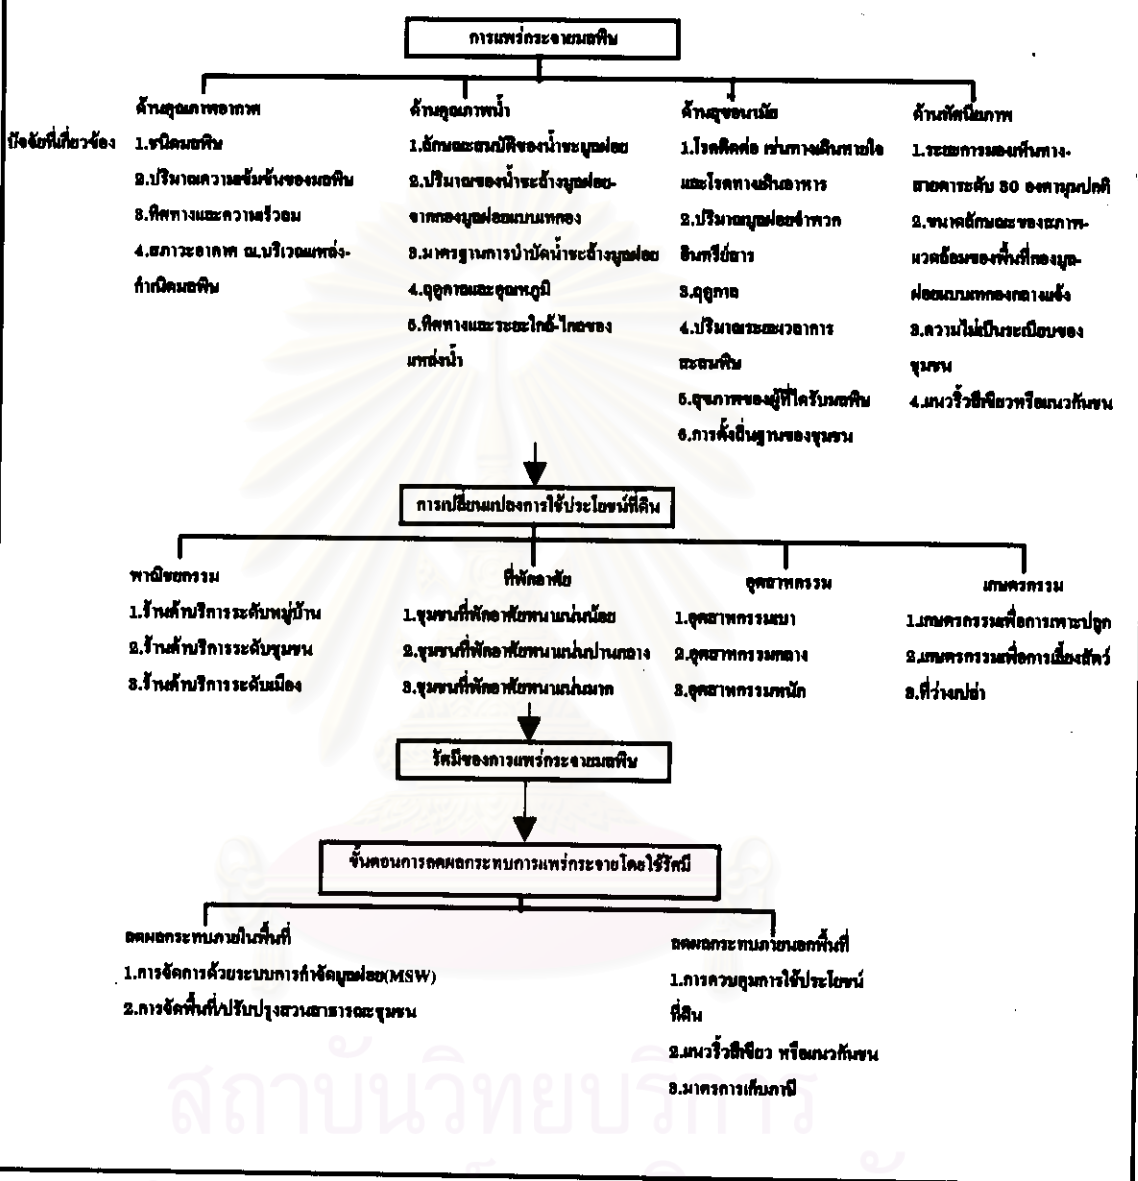 การแพร่กระจายมลพิษ
ด้านคุณภาพอากาศ
ปัจจัยที่เกี่ยวข้อง
1.ชนิดมลพิษ
2.ปริมาณความเข้มข้นของมลพิษ
3.ทิศทางและความเร็วลม
4.สภาวะอากาศ ณ.บริเวณแหล่ง-
กำเนิดมลพิษ
ด้านคุณภาพน้ำ
1.ลักษณะสมบัติของน้ำชะมูลฝอย
2.ปริมาณของน้ำชะล้างมูลฝอย-
จากกองมูลฝอยแบบเทกอง
3.มาตรฐานการบำบัดน้ำชะล้างมูลฝอย
4.ฤดูกาลและอุณหภูมิ
5.ทิศทางและระยะใกล้-ไกลของ
แหล่งน้ำ
ด้านสุขอนามัย
1.โรคติดต่อ เช่นทางเดินหายใจ
และโรคทางเดินอาหาร
2.ปริมาณมูลฝอยจำพวก
อินทรีย์สาร
3.ฤดูกาล
4.ปริมาณระยะเวลาการ
สะสมพิษ
5.สุขภาพของผู้ที่ได้รับมลพิษ
6.การตั้งถิ่นฐานของชุมชน
ด้านทัศนียภาพ
1.ระยะการมองเห็นทาง-
สายตาระดับ 30 องศามุมปกติ
2.ขนาดลักษณะของสภาพ-
แวดล้อมของพื้นที่กองมูล-
ฝอยแบบเทกองกลางแจ้ง
3.ความไม่เป็นระเบียบของ
ชุมชน
4.แนวริ้วสีเขียวหรือแนวกันชน
การเปลี่ยนแปลงการใช้ประโยชน์ที่ดิน
พาณิชยกรรม
1.ร้านค้าบริการระดับหมู่บ้าน
2.ร้านค้าบริการระดับชุมชน
3.ร้านค้าบริการระดับเมือง
ที่พักอาศัย
1.ชุมชนที่พักอาศัยหนาแน่นน้อย
2.ชุมชนที่พักอาศัยหนาแน่นปานกลาง
3.ชุมชนที่พักอาศัยหนาแน่นมาก
อุตสาหกรรม
1.อุตสาหกรรมเบา
2.อุตสาหกรรมกลาง
3.อุตสาหกรรมหนัก
เกษตรกรรม
1.เกษตรกรรมเพื่อการเพาะปลูก
2.เกษตรกรรมเพื่อการเลี้ยงสัตว์
3.ที่ว่างเปล่า
รัศมีของการแพร่กระจายมลพิษ
ขั้นตอนการลดผลกระทบการแพร่กระจายโดยใช้รัศมี
ลดผลกระทบภายในพื้นที่
1.การจัดการด้วยระบบการกำจัดมูลฝอย(MSW)
2.การจัดพื้นที่/ปรับปรุงสวนสาธารณะชุมชน
ลดผลกระทบภายนอกพื้นที่
1.การควบคุมการใช้ประโยชน์
ที่ดิน
2.แนวริ้วสีเขียว หรือแนวกันชน
3.มาตรการเก็บภาษี
สถาบันวิทยบริการ